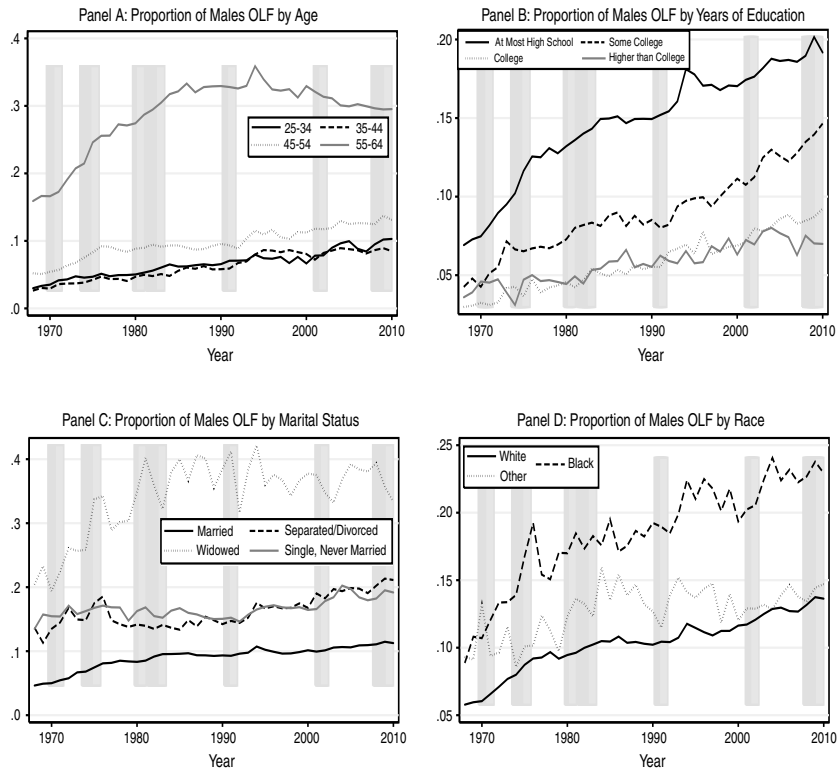 Panel A: Proportion of Males OLF by Age
.4
.3
.2
.1
.0
25-34
35-44
45-54
55-64
1970
1980
1990
2000
2010
Year
Panel B: Proportion of Males OLF by Years of Education
.20
.15
.10
.05
At Most High School
Some College
College
Higher than College
1970
1980
1990
2000
2010
Year
Panel C: Proportion of Males OLF by Marital Status
.4
.3
.2
.1
.0
Married
Separated/Divorced
Widowed
Single, Never Married
1970
1980
1990
2000
2010
Year
Panel D: Proportion of Males OLF by Race
.25
.20
.15
.10
.05
White
Black
Other
1970
1980
1990
2000
2010
Year